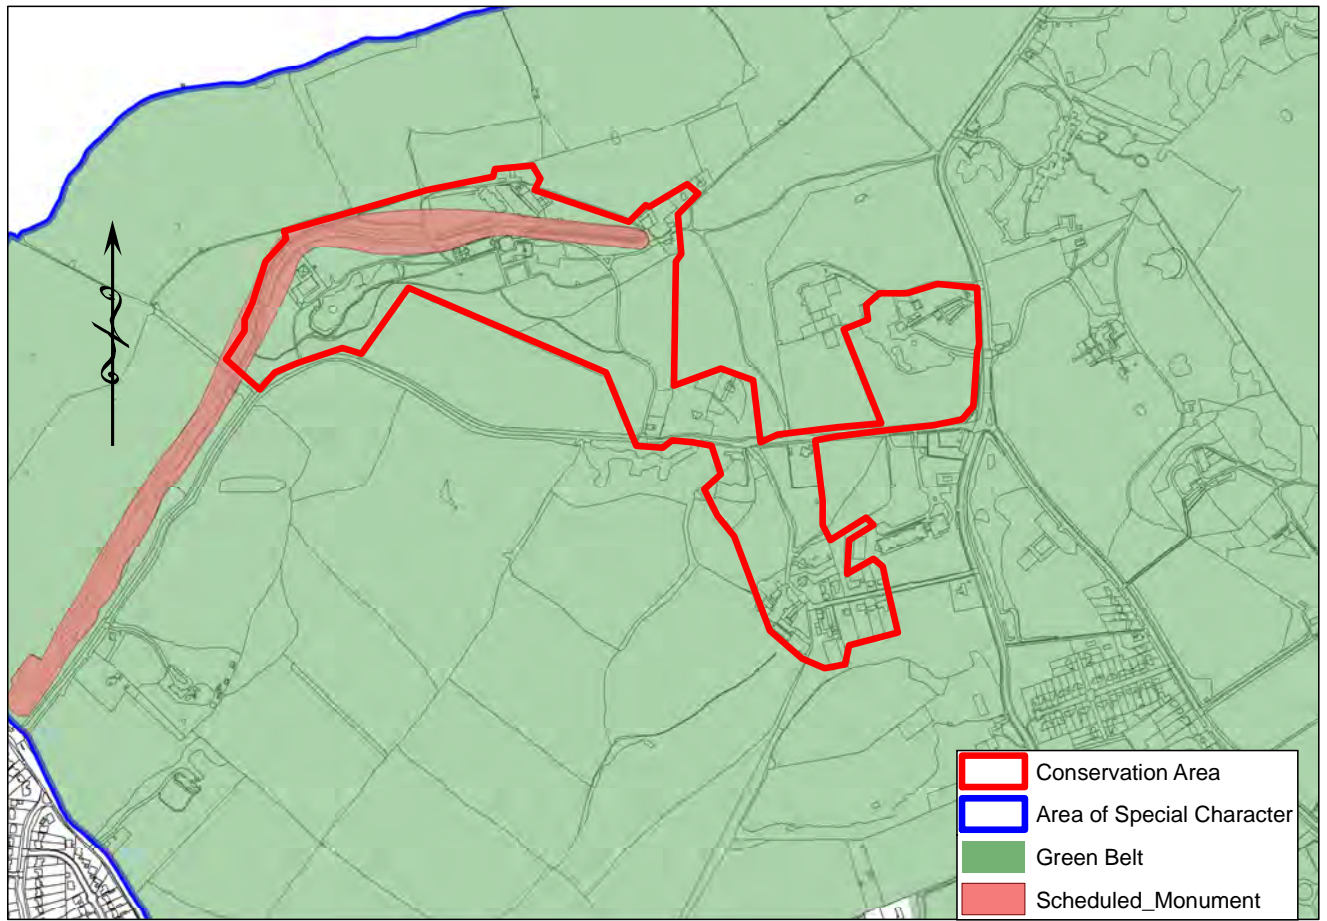 Conservation Area
Area of Special Character
Green Belt
Scheduled_Monument